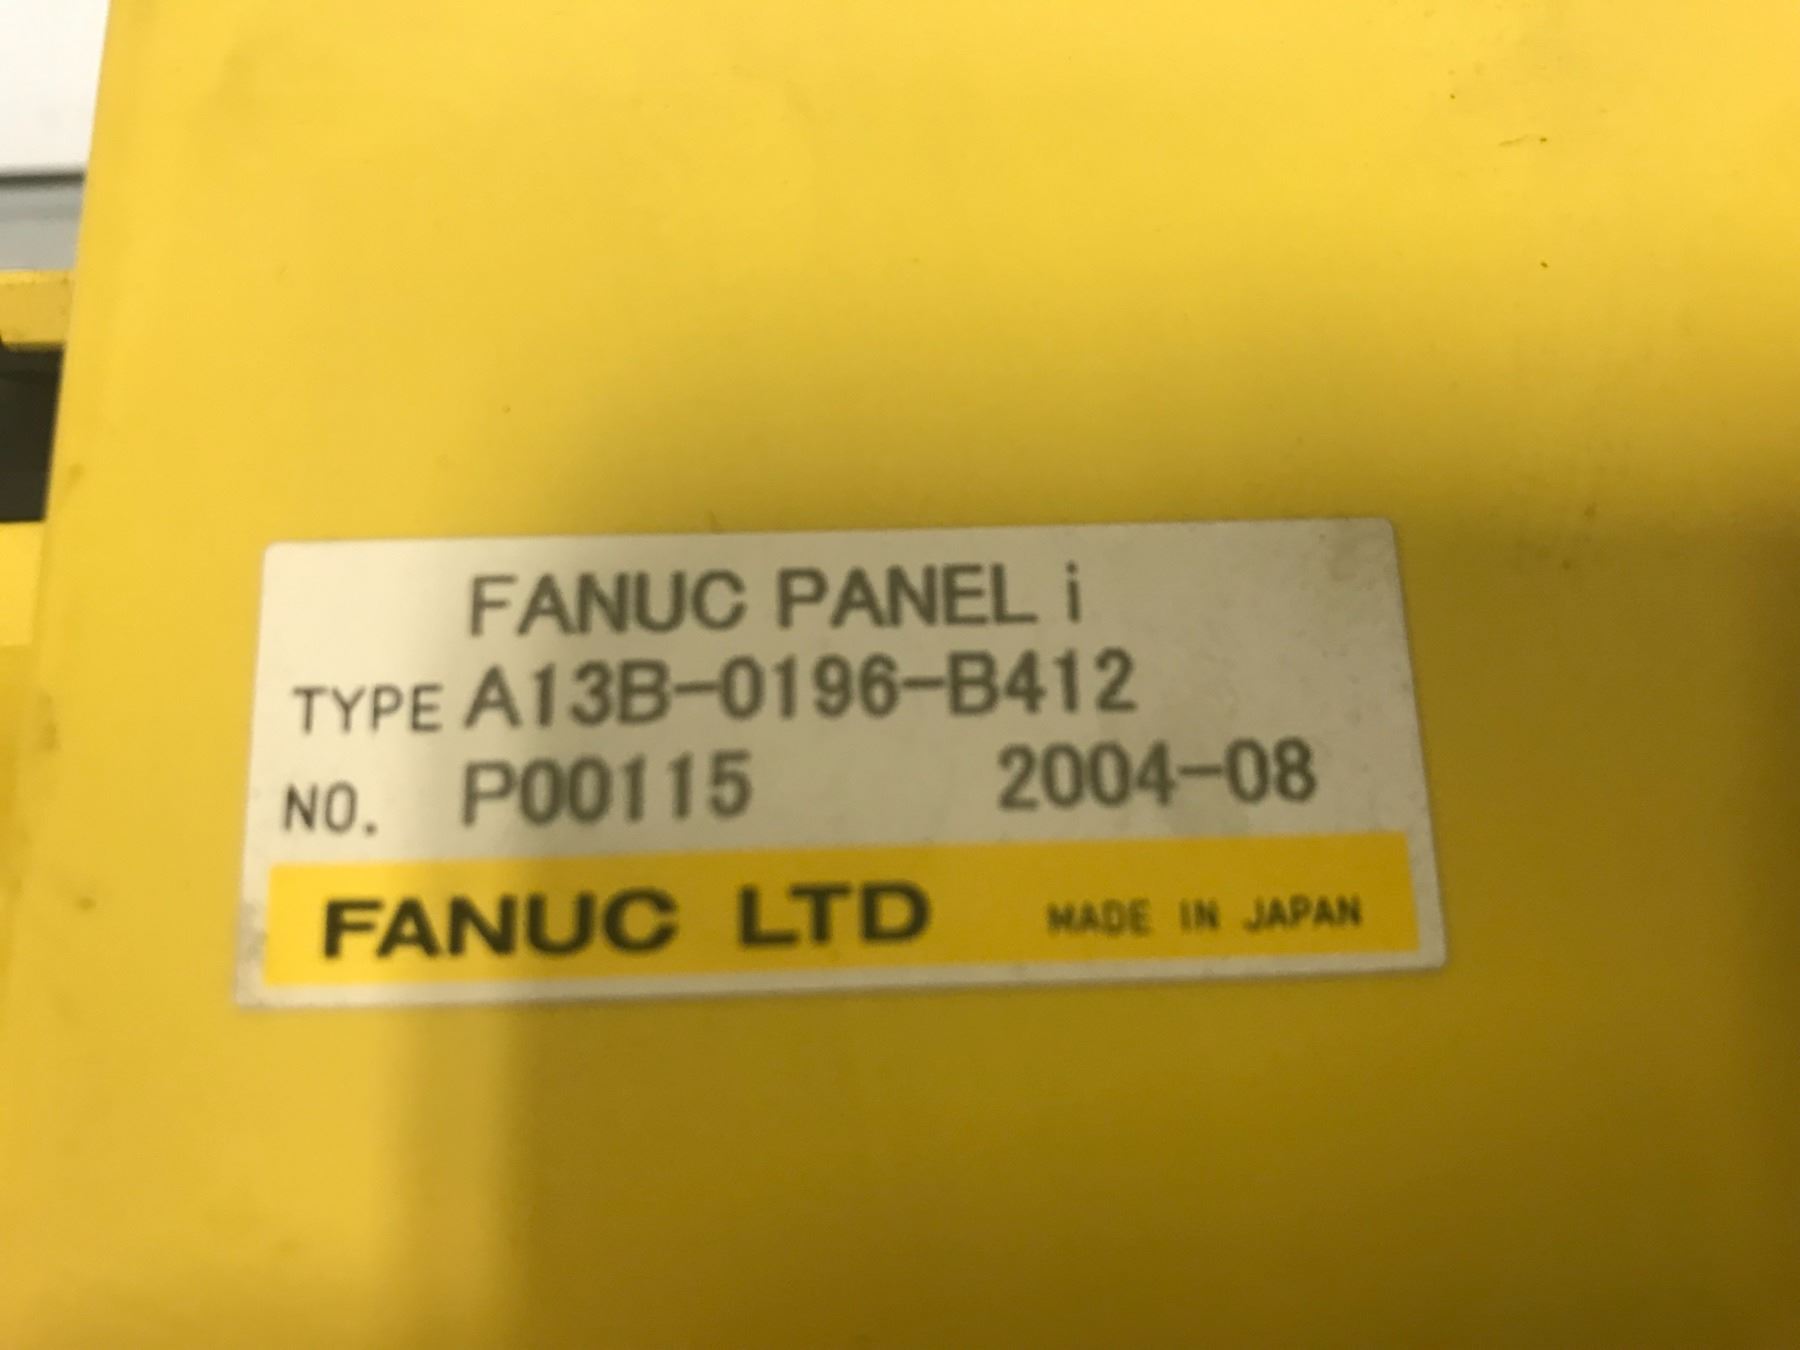 FANUC PANEL i
TYPE A13B-0196-B412
NO. P00115 2004-08
FANUC LTD MADE IN JAPAN